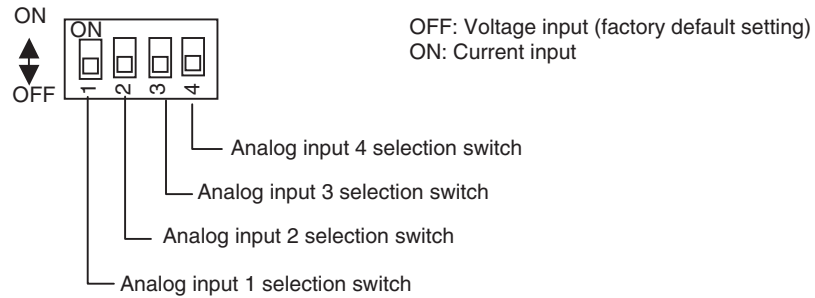 ON
ON
OFF
1 2 3 4
OFF: Voltage input (factory default setting)
ON: Current input
Analog input 4 selection switch
Analog input 3 selection switch
Analog input 2 selection switch
Analog input 1 selection switch